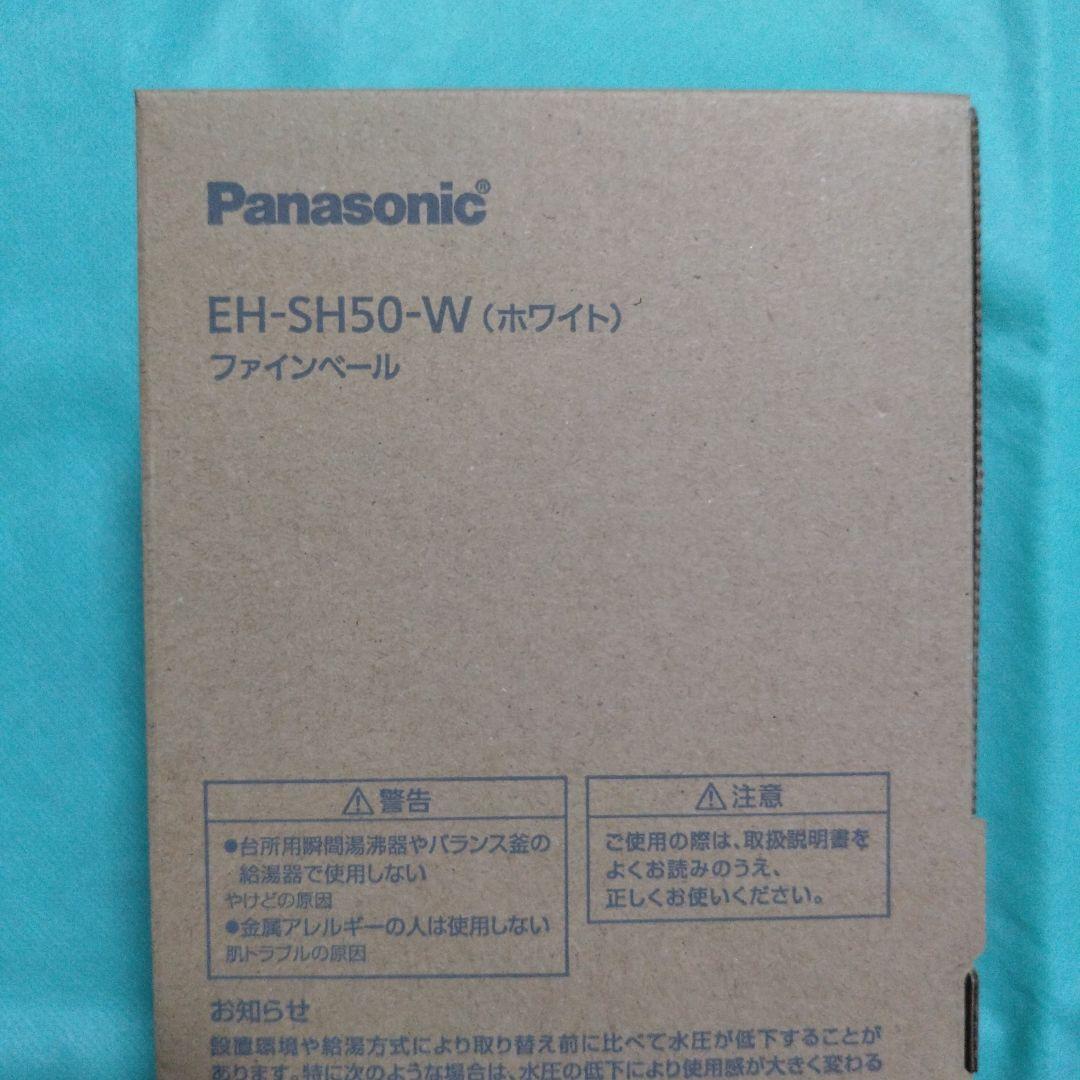 Panasonic®
EH-SH50-W（ホワイト）
ファインベール
⚠警告
●台所用瞬間湯沸器やバランス釜の
給湯器で使用しない
やけどの原因
●金属アレルギーの人は使用しない
肌トラブルの原因
⚠注意
ご使用の際は、取扱説明書を
よくお読みのうえ、
正しくお使いください。
お知らせ
設置環境や給湯方式により取り替え前に比べて水圧が低下することが
あります。特に次のような場合は、水圧の低下により使用感が大きく変わる